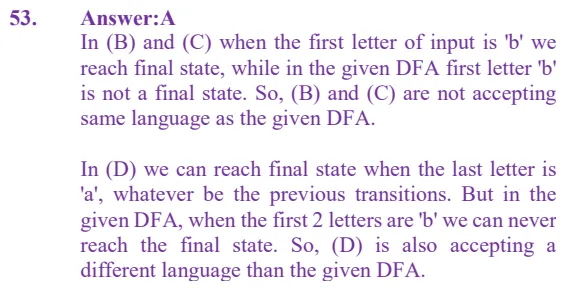 53. Answer:A
In (B) and (C) when the first letter of input is 'b' we
reach final state, while in the given DFA first letter 'b'
is not a final state. So, (B) and (C) are not accepting
same language as the given DFA.
In (D) we can reach final state when the last letter is
'a', whatever be the previous transitions. But in the
given DFA, when the first 2 letters are 'b' we can never
reach the final state. So, (D) is also accepting a
different language than the given DFA.